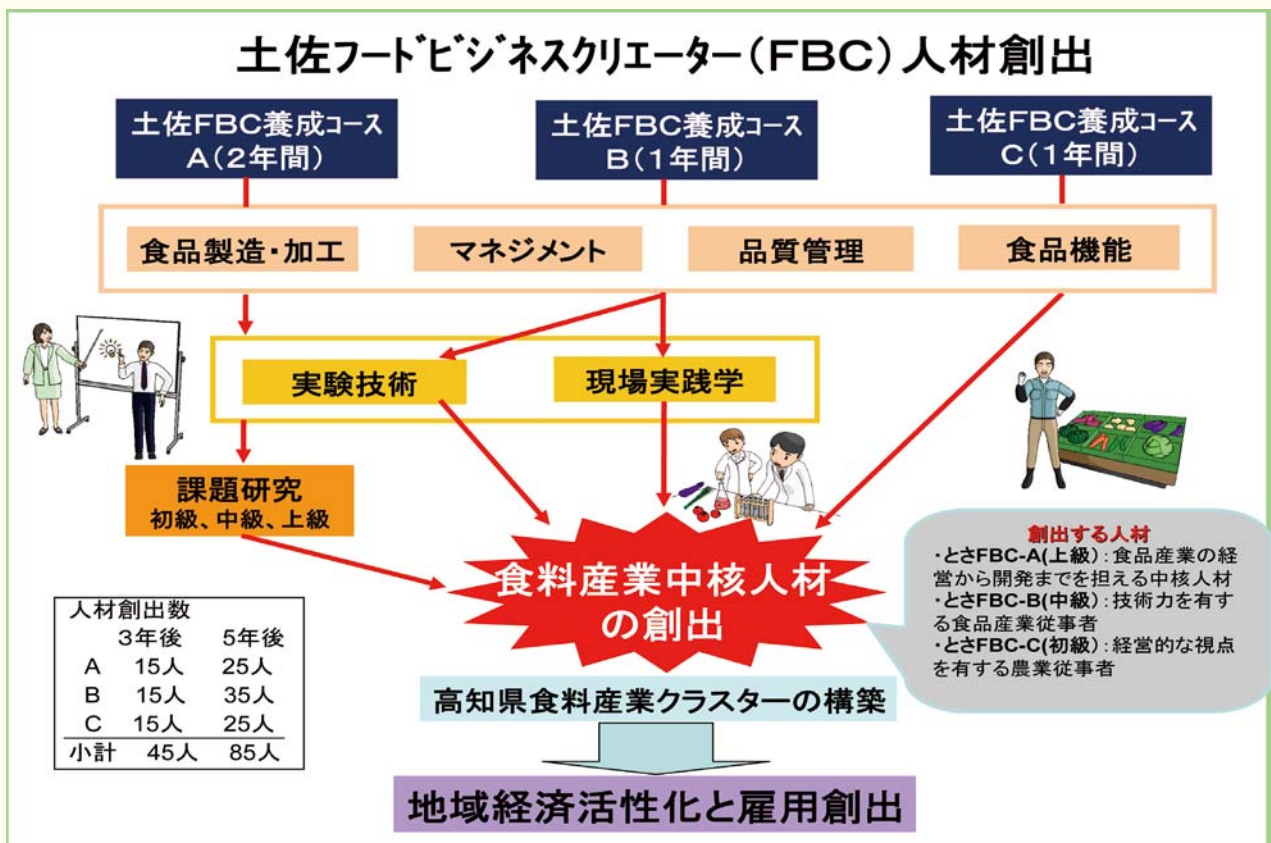 土佐フードビジネスクリエーター(FBC)人材創出
土佐FBC養成コース
A(2年間)
土佐FBC養成コース
B(1年間)
土佐FBC養成コース
C(1年間)
食品製造・加工
マネジメント
品質管理
食品機能
実験技術
現場実践学
課題研究
初級、中級、上級
食料産業中核人材
の創出
創出する人材
・とさFBC-A(上級):食品産業の経
営から開発までを担える中核人材
・とさFBC-B(中級):技術力を有す
る食品産業従事者
・とさFBC-C(初級):経営的な視点
を有する農業従事者
人材創出数
3年後 5年後
A 15人 25人
B 15人 35人
C 15人 25人
小計 45人 85人
高知県食料産業クラスターの構築
地域経済活性化と雇用創出